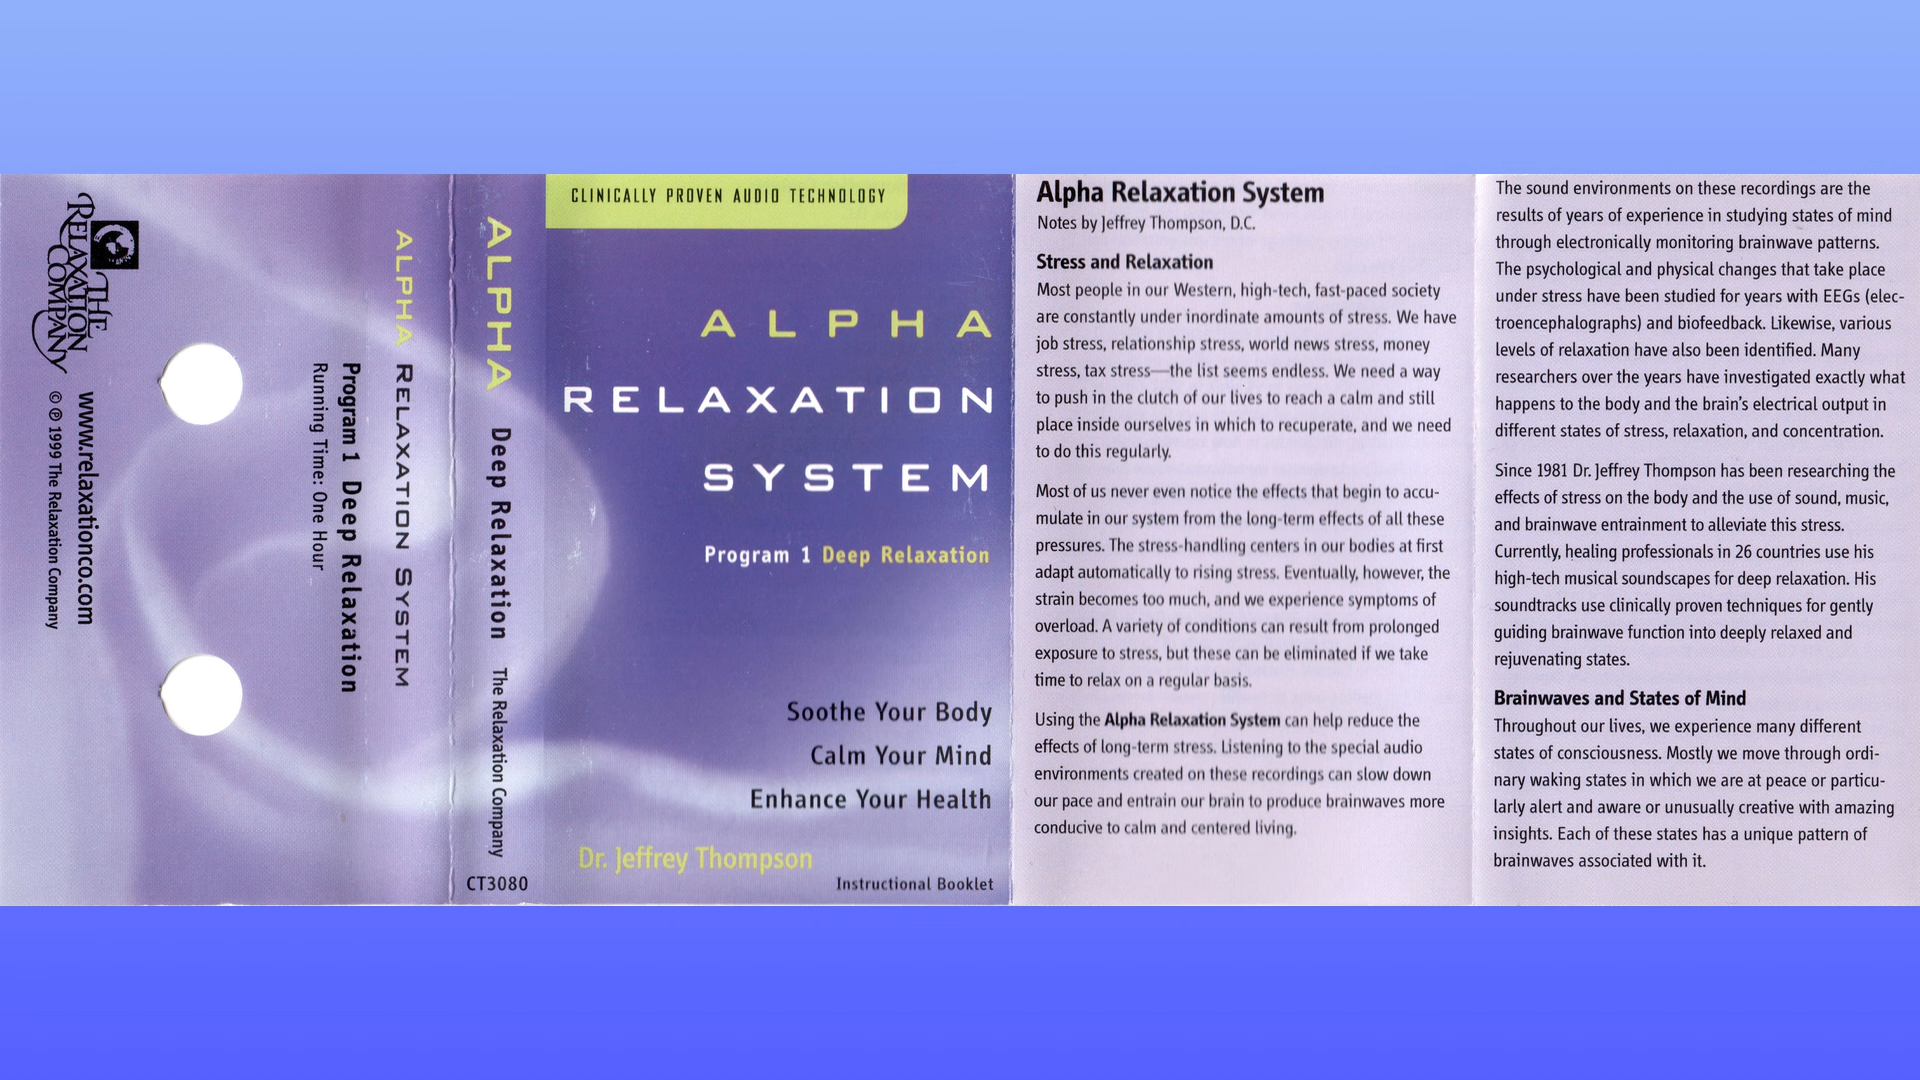 THE
RELAXATION
COMPANY
www.relaxationco.com
© ℗ 1999 The Relaxation Company
ALPHA RELAXATION SYSTEM
Program 1 Deep Relaxation
Running Time: One Hour
ALPHA Deep Relaxation The Relaxation Company
CT3080
CLINICALLY PROVEN AUDIO TECHNOLOGY
ALPHA
RELAXATION
SYSTEM
Program 1 Deep Relaxation
Soothe Your Body
Calm Your Mind
Enhance Your Health
Dr. Jeffrey Thompson
Instructional Booklet
Alpha Relaxation System
Notes by Jeffrey Thompson, D.C.
Stress and Relaxation
Most people in our Western, high-tech, fast-paced society
are constantly under inordinate amounts of stress. We have
job stress, relationship stress, world news stress, money
stress, tax stress—the list seems endless. We need a way
to push in the clutch of our lives to reach a calm and still
place inside ourselves in which to recuperate, and we need
to do this regularly.
Most of us never even notice the effects that begin to accu-
mulate in our system from the long-term effects of all these
pressures. The stress-handling centers in our bodies at first
adapt automatically to rising stress. Eventually, however, the
strain becomes too much, and we experience symptoms of
overload. A variety of conditions can result from prolonged
exposure to stress, but these can be eliminated if we take
time to relax on a regular basis.
Using the Alpha Relaxation System can help reduce the
effects of long-term stress. Listening to the special audio
environments created on these recordings can slow down
our pace and entrain our brain to produce brainwaves more
conducive to calm and centered living.
The sound environments on these recordings are the
results of years of experience in studying states of mind
through electronically monitoring brainwave patterns.
The psychological and physical changes that take place
under stress have been studied for years with EEGs (elec-
troencephalographs) and biofeedback. Likewise, various
levels of relaxation have also been identified. Many
researchers over the years have investigated exactly what
happens to the body and the brain's electrical output in
different states of stress, relaxation, and concentration.
Since 1981 Dr. Jeffrey Thompson has been researching the
effects of stress on the body and the use of sound, music,
and brainwave entrainment to alleviate this stress.
Currently, healing professionals in 26 countries use his
high-tech musical soundscapes for deep relaxation. His
soundtracks use clinically proven techniques for gently
guiding brainwave function into deeply relaxed and
rejuvenating states.
Brainwaves and States of Mind
Throughout our lives, we experience many different
states of consciousness. Mostly we move through ordi-
nary waking states in which we are at peace or particu-
larly alert and aware or unusually creative with amazing
insights. Each of these states has a unique pattern of
brainwaves associated with it.